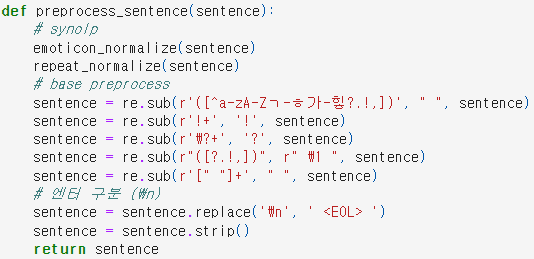 def preprocess_sentence(sentence):
    # synolp
    emoticon_normalize(sentence)
    repeat_normalize(sentence)
    # base preprocess
    sentence = re.sub(r'([^a-zA-Zㄱ-ㅎ가-힣?.!,])', " ", sentence)
    sentence = re.sub(r'!+', '!', sentence)
    sentence = re.sub(r'₩?+', '?', sentence)
    sentence = re.sub(r"([?.!,])", r" ₩1 ", sentence)
    sentence = re.sub(r'[" "]+', " ", sentence)
    # 엔터 구분 (₩n)
    sentence = sentence.replace('₩n', ' <EOL> ')
    sentence = sentence.strip()
    return sentence